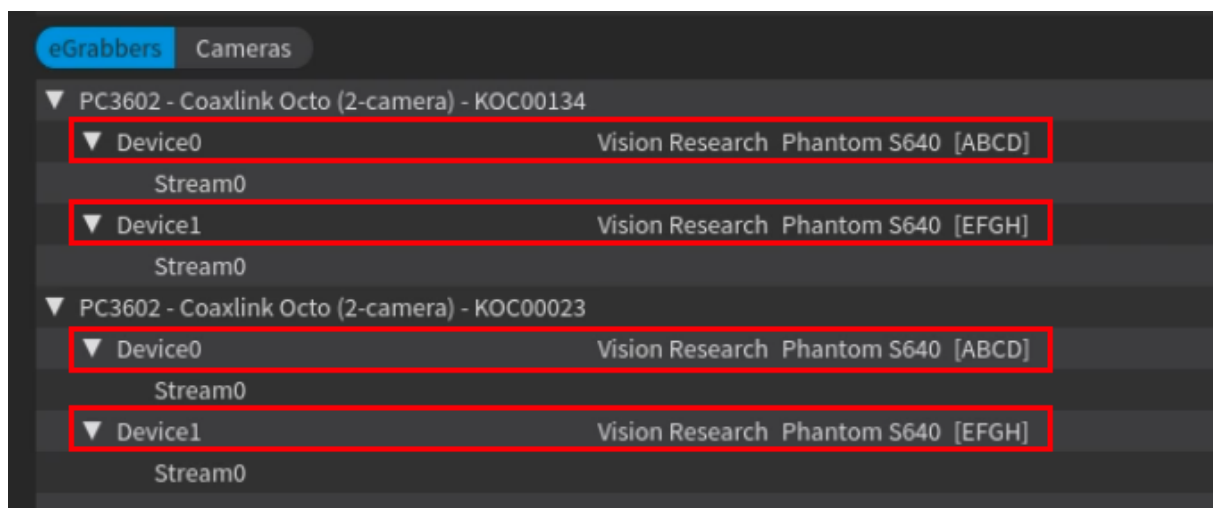 eGrabbers Cameras
PC3602 - Coaxlink Octo (2-camera) - KOC00134
Device0 Vision Research Phantom S640 [ABCD]
Stream0
Device1 Vision Research Phantom S640 [EFGH]
Stream0
PC3602 - Coaxlink Octo (2-camera) - KOC00023
Device0 Vision Research Phantom S640 [ABCD]
Stream0
Device1 Vision Research Phantom S640 [EFGH]
Stream0